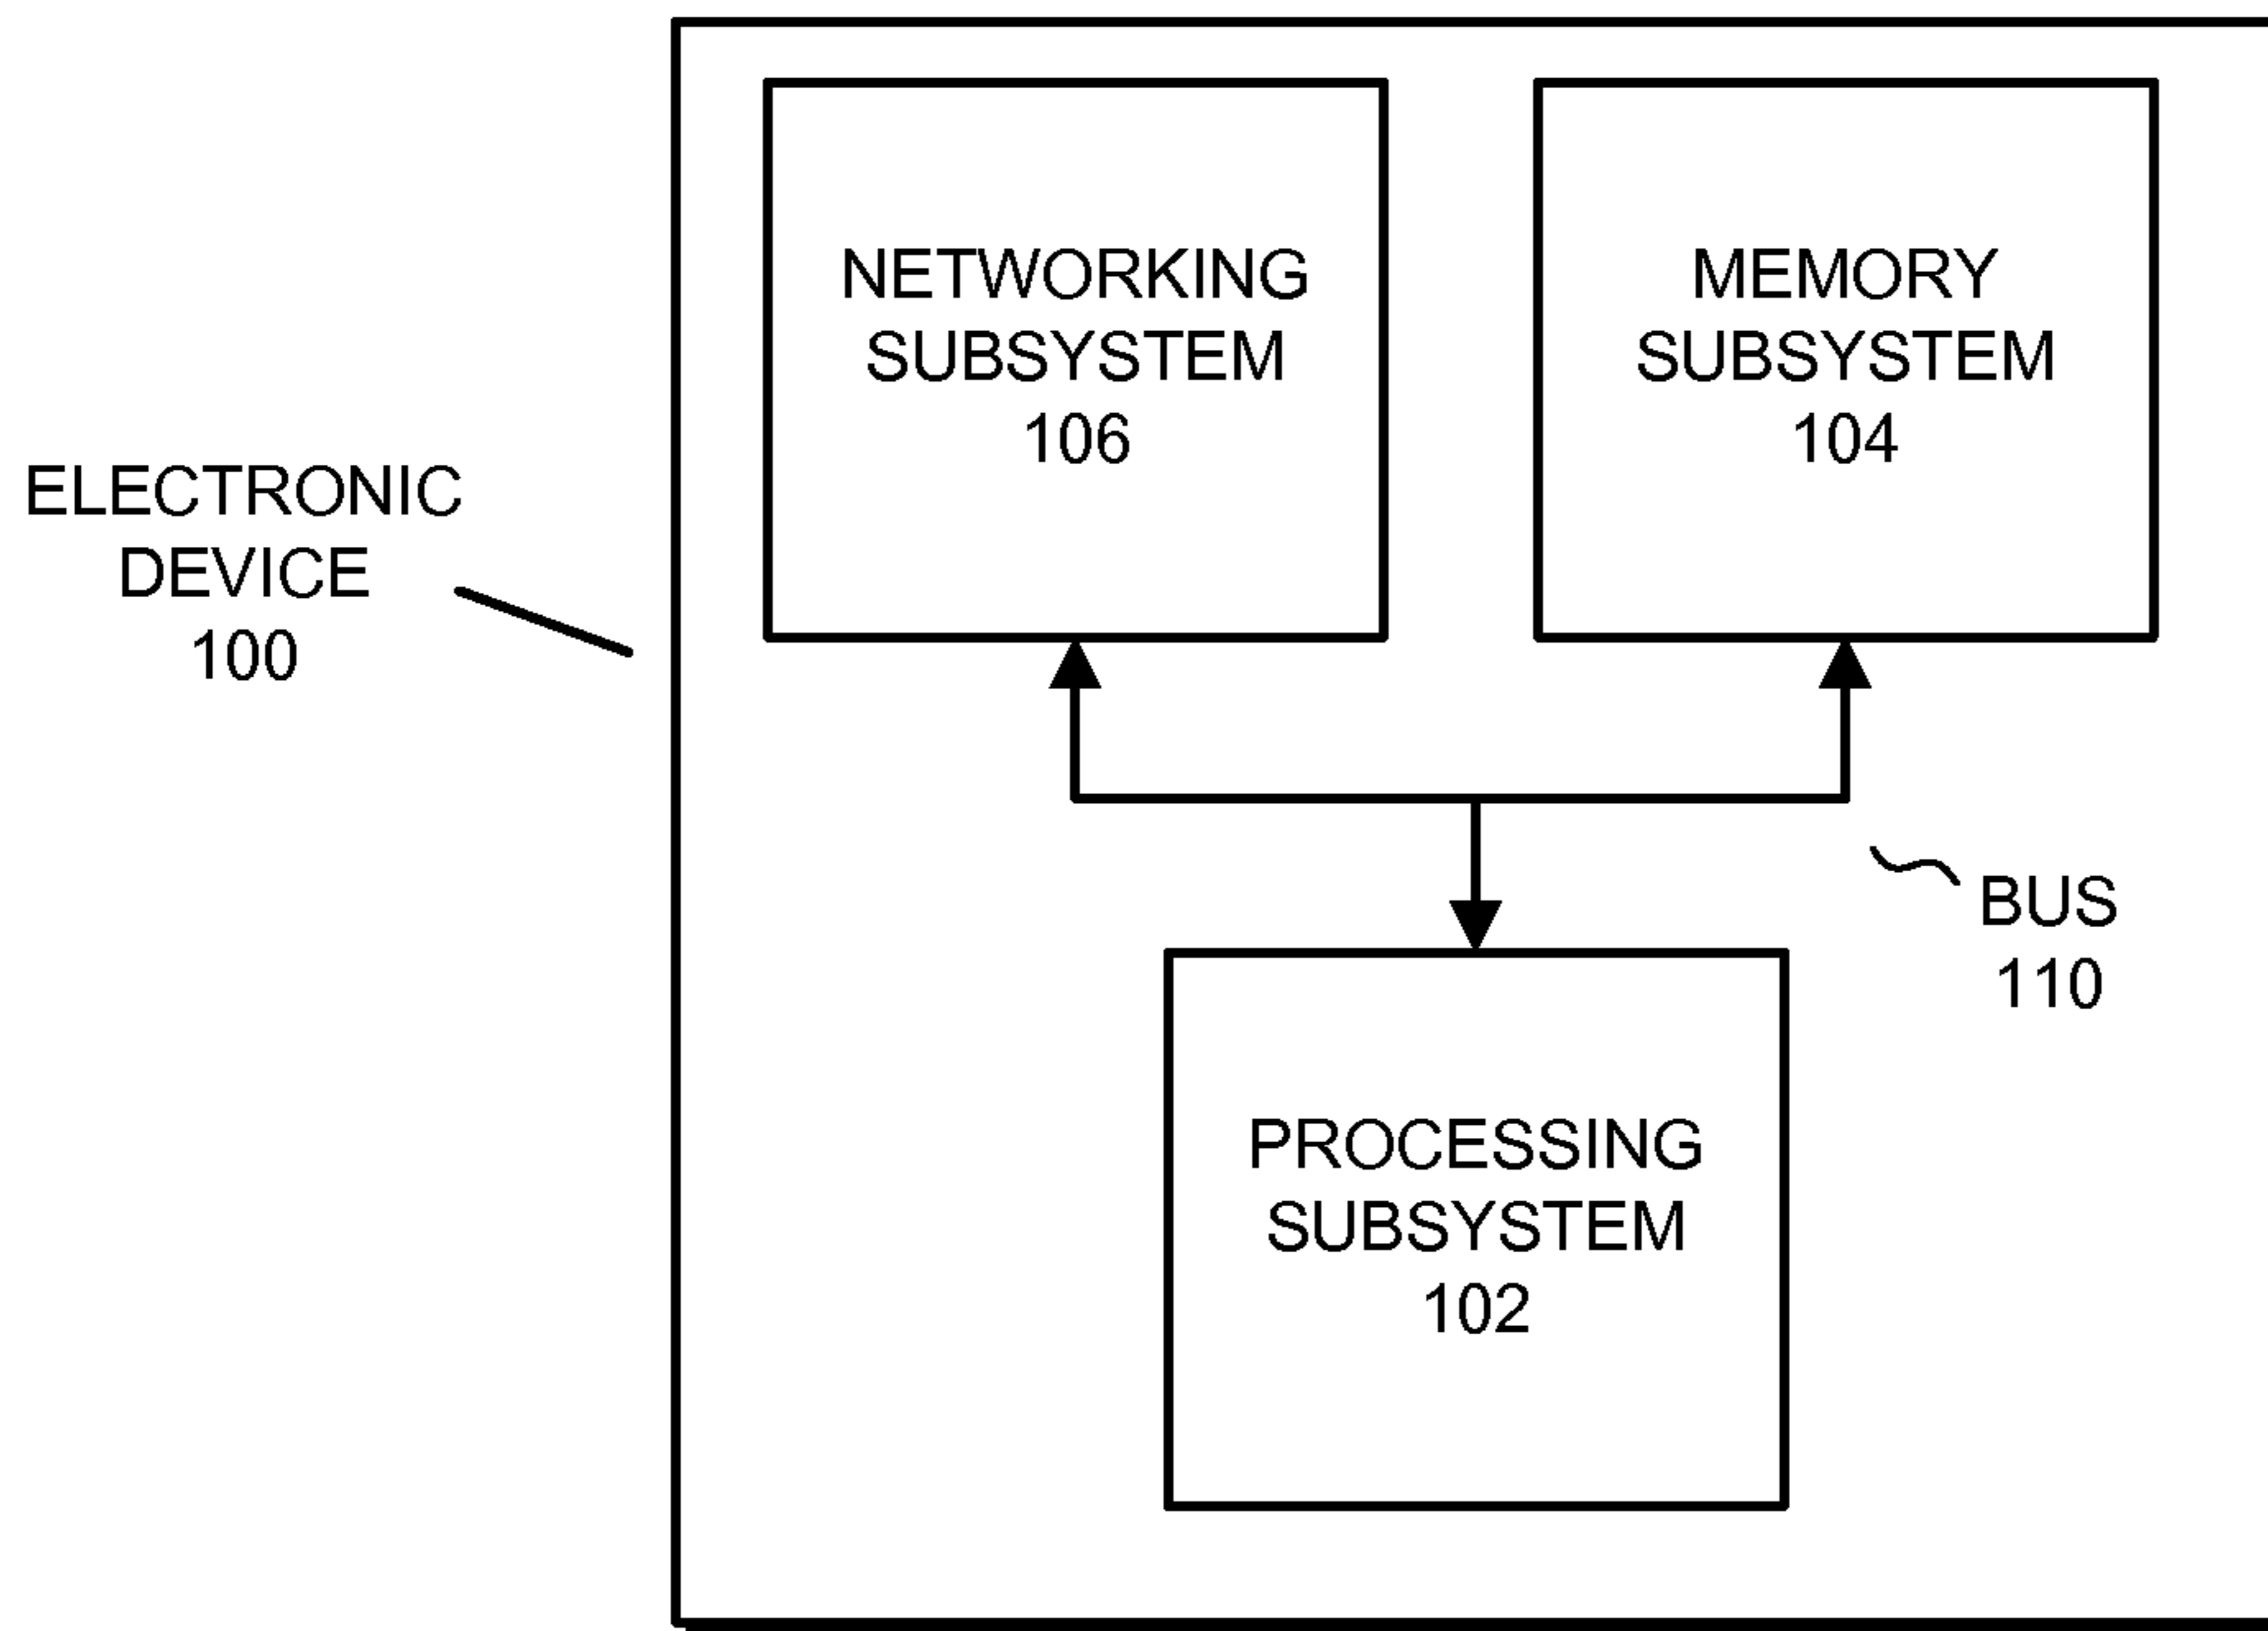 NETWORKING
SUBSYSTEM
106
MEMORY
SUBSYSTEM
104
ELECTRONIC
DEVICE
100
BUS
110
PROCESSING
SUBSYSTEM
102